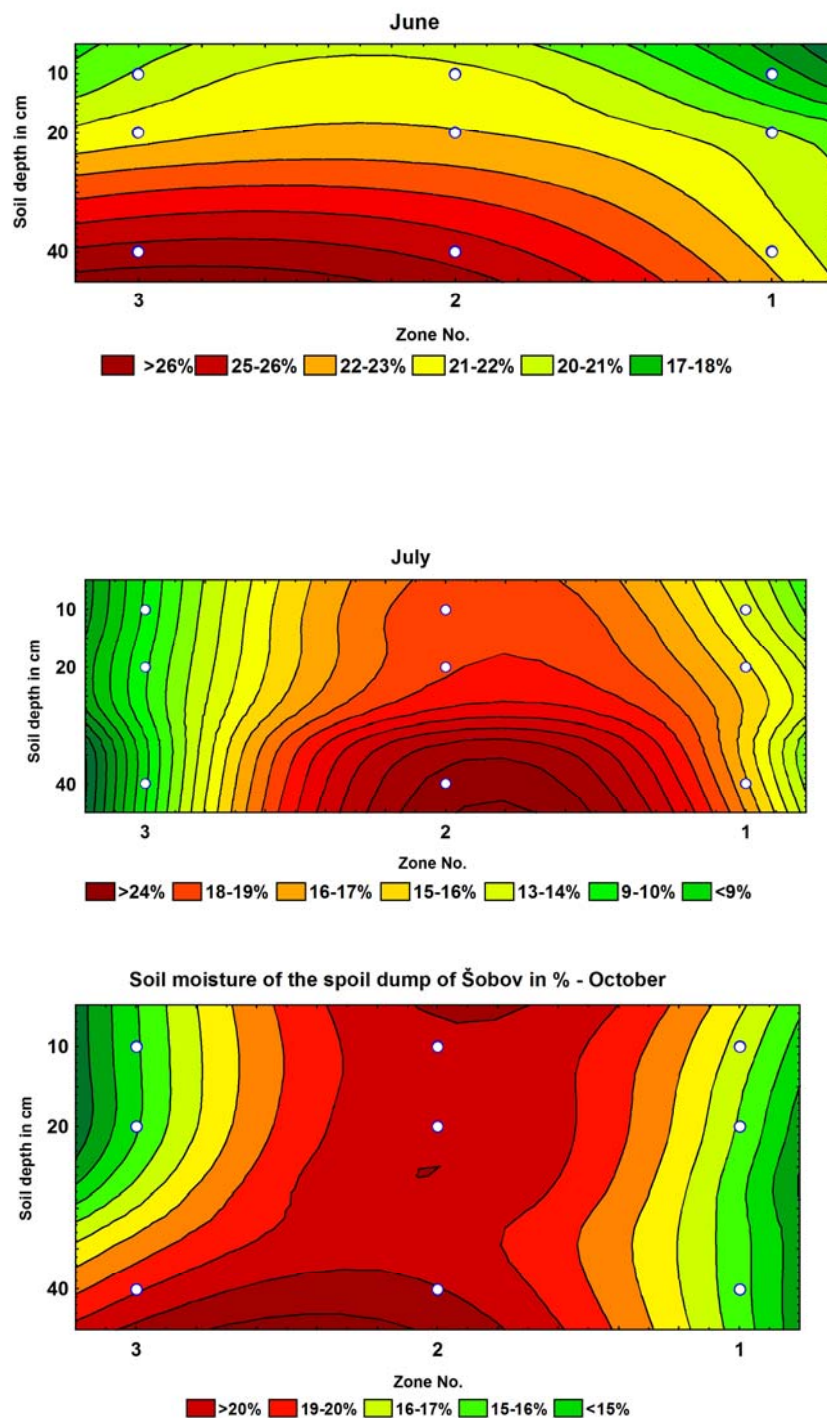 June
10
20
40
Soil depth in cm
3 2 1
Zone No.
>26% 25-26% 22-23% 21-22% 20-21% 17-18%
July
10
20
40
Soil depth in cm
3 2 1
Zone No.
>24% 18-19% 16-17% 15-16% 13-14% 9-10% <9%
Soil moisture of the spoil dump of Šobov in % - October
10
20
40
Soil depth in cm
3 2 1
Zone No.
>20% 19-20% 16-17% 15-16% <15%